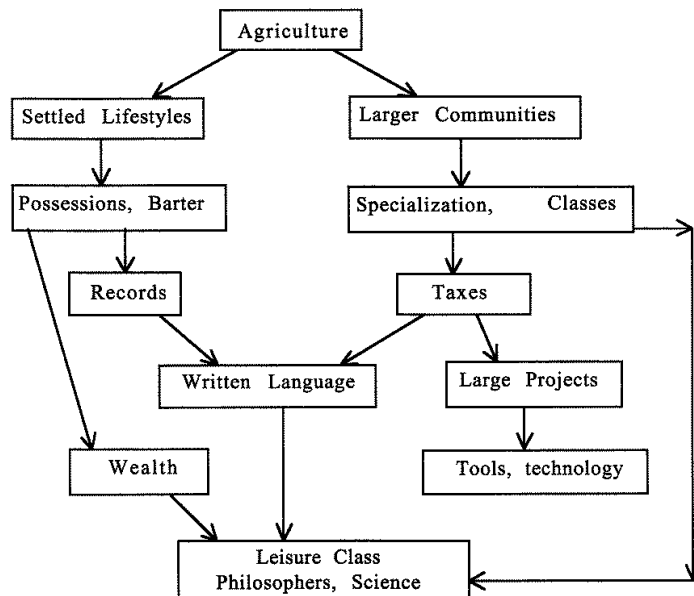 Agriculture
Settled Lifestyles
Larger Communities
Possessions, Barter
Specialization, Classes
Records
Taxes
Written Language
Large Projects
Wealth
Tools, technology
Leisure Class
Philosophers, Science